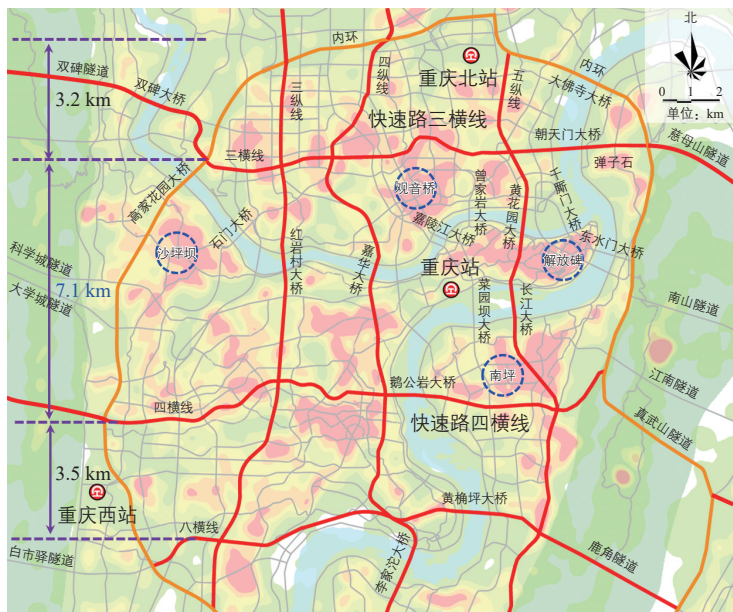 北
0 1 2
单位：km
内环
内环
双碑隧道
双碑大桥
3.2 km
三纵线
四纵线
五纵线
重庆北站
大佛寺大桥
快速路三横线
朝天门大桥
慈母山隧道
三横线
弹子石
高家花园大桥
观音桥
曾家岩大桥
黄花园大桥
千厮门大桥
石门大桥
沙坪坝
红岩村大桥
嘉华大桥
嘉陵江大桥
东水门大桥
解放碑
科学城隧道
7.1 km
大学城隧道
重庆站
菜园坝大桥
长江大桥
南山隧道
南坪
鹅公岩大桥
江南隧道
四横线
快速路四横线
真武山隧道
3.5 km
重庆西站
黄桷坪大桥
八横线
白市驿隧道
李家沱大桥
鹿角隧道